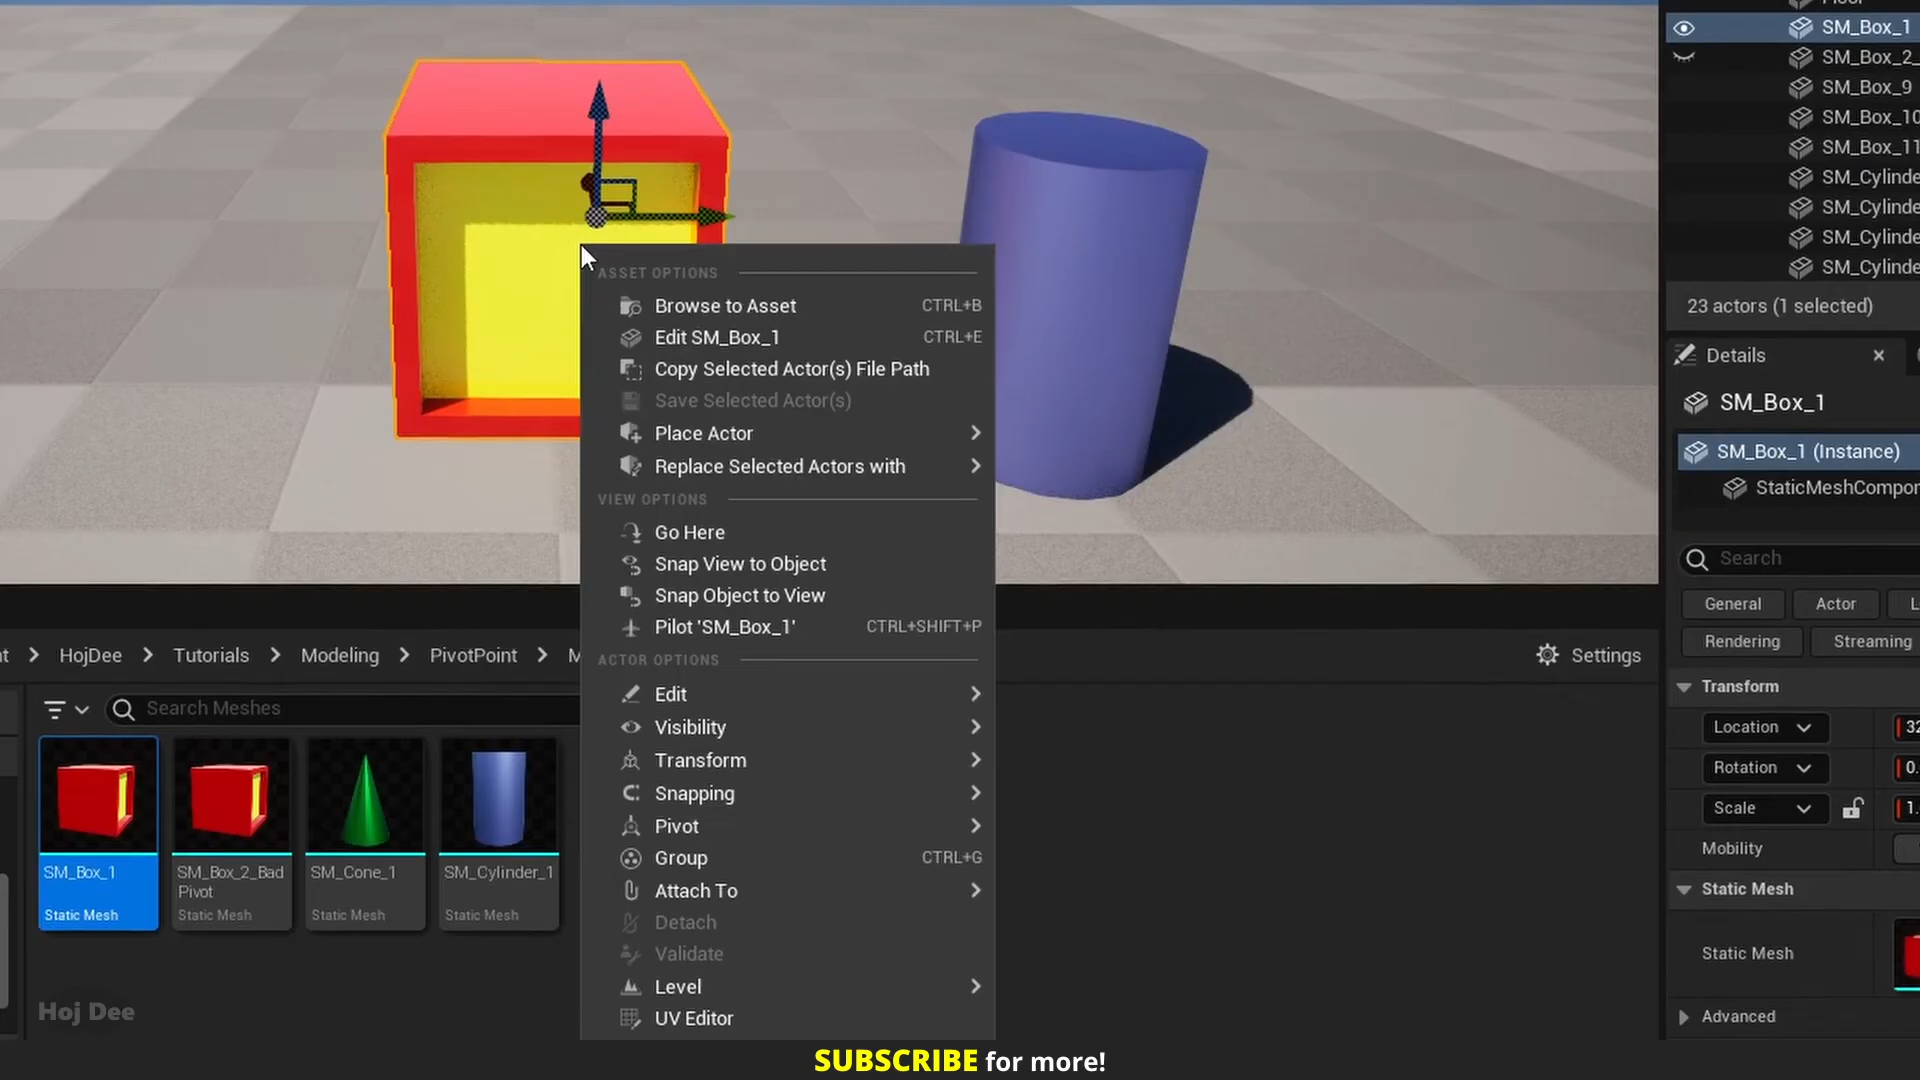 SM_Box_1
SM_Box_2_
SM_Box_9
SM_Box_10
SM_Box_11
SM_Cylinde
SM_Cylinde
SM_Cylinde
SM_Cylinde
23 actors (1 selected)
Details
SM_Box_1
SM_Box_1 (Instance)
StaticMeshCompor
Search
General Actor L
Rendering Streaming
Transform
Location 32
Rotation 0.
Scale 1.
Mobility
Static Mesh
Static Mesh
Advanced
ASSET OPTIONS
Browse to Asset CTRL+B
Edit SM_Box_1 CTRL+E
Copy Selected Actor(s) File Path
Save Selected Actor(s)
Place Actor
Replace Selected Actors with
VIEW OPTIONS
Go Here
Snap View to Object
Snap Object to View
Pilot 'SM_Box_1' CTRL+SHIFT+P
ACTOR OPTIONS
Edit
Visibility
Transform
Snapping
Pivot
Group CTRL+G
Attach To
Detach
Validate
Level
UV Editor
nt > HojDee > Tutorials > Modeling > PivotPoint > M
Settings
Search Meshes
SM_Box_1
Static Mesh
SM_Box_2_Bad
Pivot
Static Mesh
SM_Cone_1
Static Mesh
SM_Cylinder_1
Static Mesh
Hoj Dee
SUBSCRIBE for more!